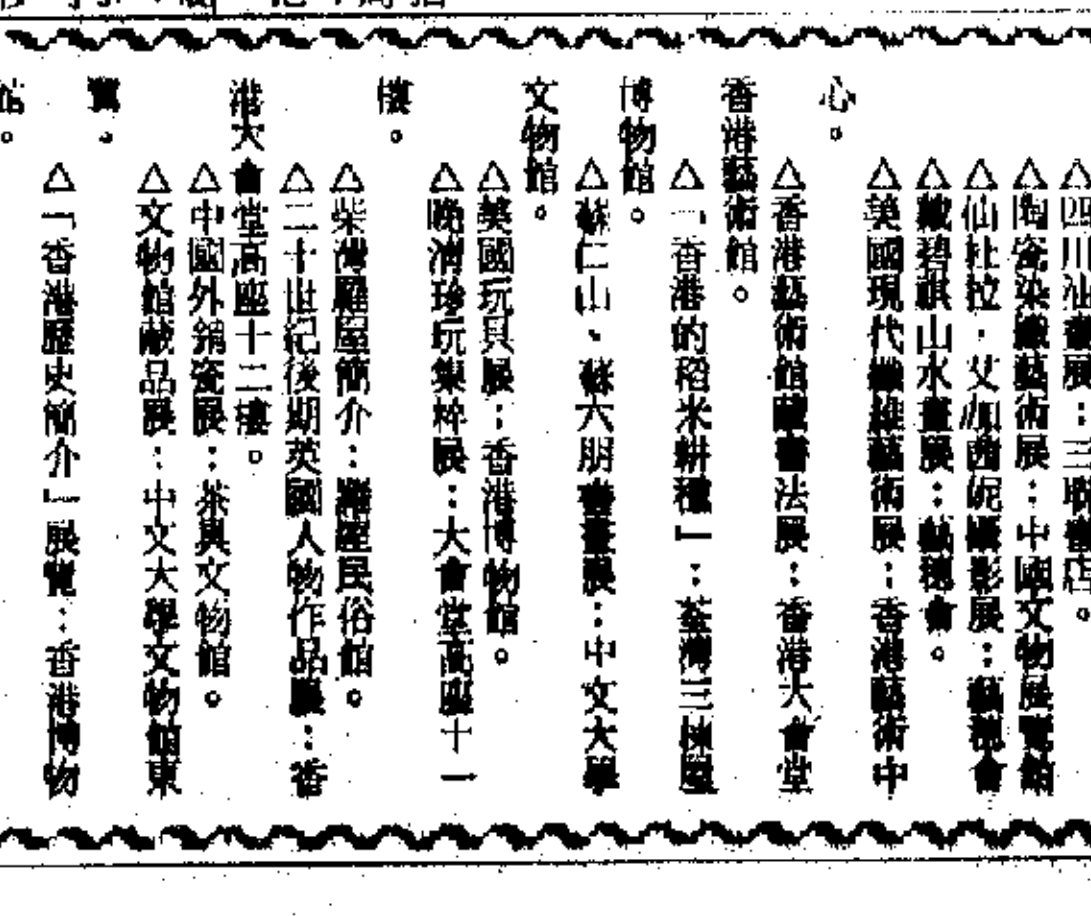 △四川油畫展：三聯書店。
△陶瓷染織藝術展：中國文物展覽館
△仙杜拉．艾加西妮攝影展：藝穗會
△戴碧祺山水畫展：藝穗會。
△美國現代纖維藝術展：香港藝術中
心。
△香港藝術館藏書法展：香港大會堂
香港藝術館。
△「香港的稻米耕種」：荃灣三棟屋
博物館。
△蘇仁山、蘇六朋書畫展：中文大學
文物館。
△美國玩具展：香港博物館。
△晚清珍玩集粹展：大會堂高座十一
樓。
△柴灣羅屋簡介：羅屋民俗館。
△二十世紀後期英國人物作品展：香
港大會堂高座十二樓。
△中國外銷瓷展：茶具文物館。
△文物館藏品展：中文大學文物館東
翼。
△「香港歷史簡介」展覽：香港博物
館。